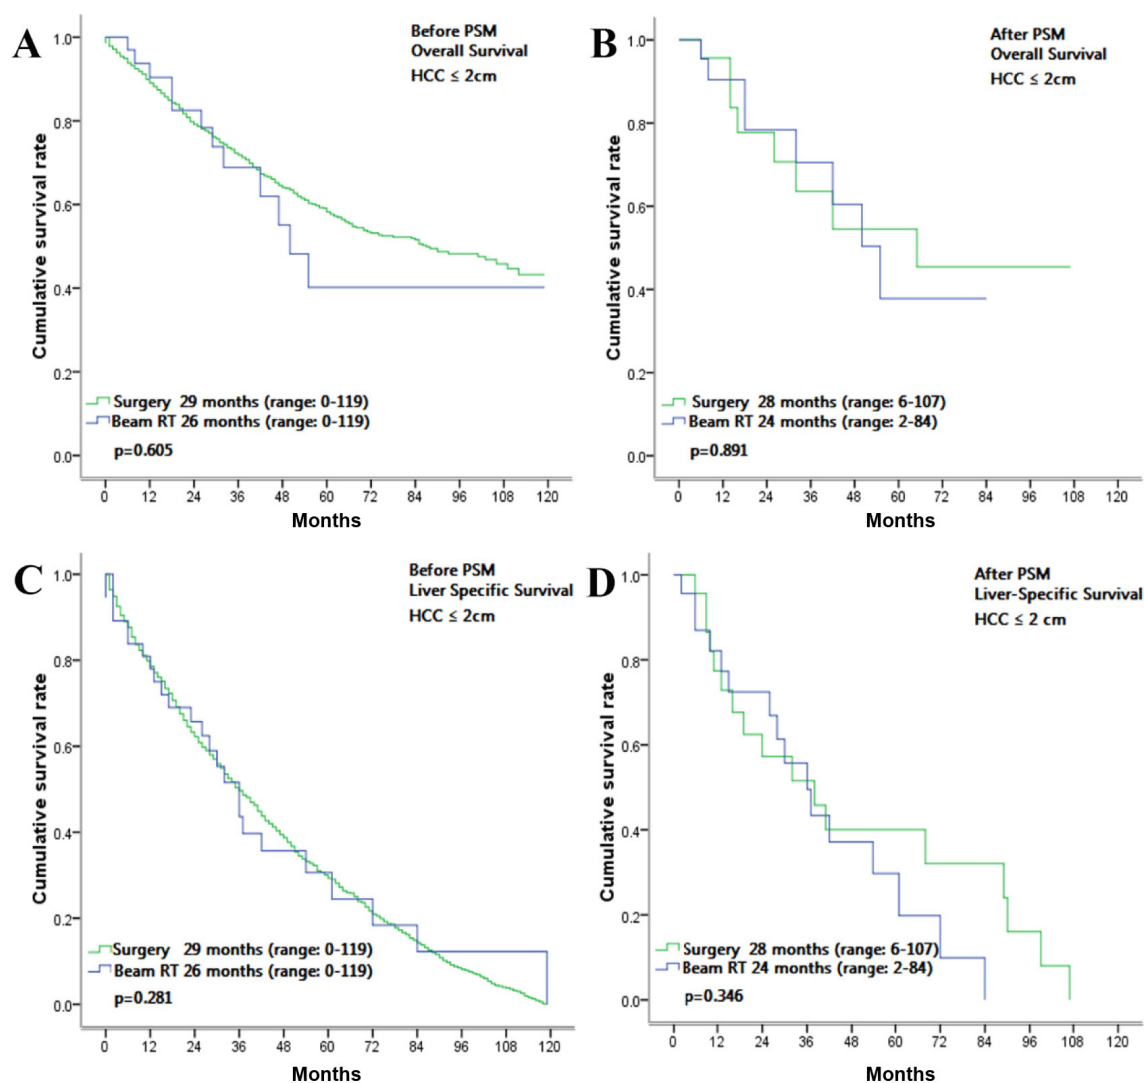 A
Before PSM
Overall Survival
HCC ≤ 2cm
Cumulative survival rate
1.0
0.8
0.6
0.4
0.2
0.0
Surgery 29 months (range: 0-119)
Beam RT 26 months (range: 0-119)
p=0.605
0 12 24 36 48 60 72 84 96 108 120
Months
B
After PSM
Overall Survival
HCC ≤ 2cm
Cumulative survival rate
1.0
0.8
0.6
0.4
0.2
0.0
Surgery 28 months (range: 6-107)
Beam RT 24 months (range: 2-84)
p=0.891
0 12 24 36 48 60 72 84 96 108 120
Months
C
Before PSM
Liver Specific Survival
HCC ≤ 2cm
Cumulative survival rate
1.0
0.8
0.6
0.4
0.2
0.0
Surgery 29 months (range: 0-119)
Beam RT 26 months (range: 0-119)
p=0.281
0 12 24 36 48 60 72 84 96 108 120
Months
D
After PSM
Liver-Specific Survival
HCC ≤ 2 cm
Cumulative survival rate
1.0
0.8
0.6
0.4
0.2
0.0
Surgery 28 months (range: 6-107)
Beam RT 24 months (range: 2-84)
p=0.346
0 12 24 36 48 60 72 84 96 108 120
Months